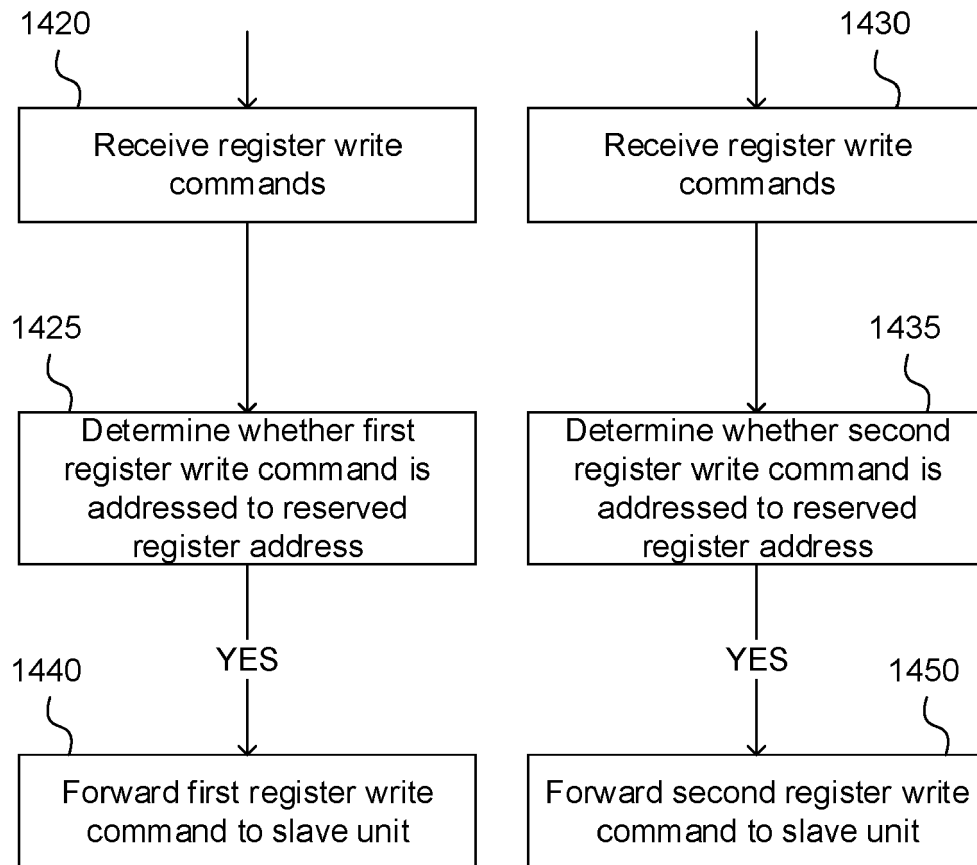 1420
1430
Receive register write
commands
Receive register write
commands
1425
1435
Determine whether first
register write command is
addressed to reserved
register address
Determine whether second
register write command is
addressed to reserved
register address
YES
YES
1440
1450
Forward first register write
command to slave unit
Forward second register write
command to slave unit